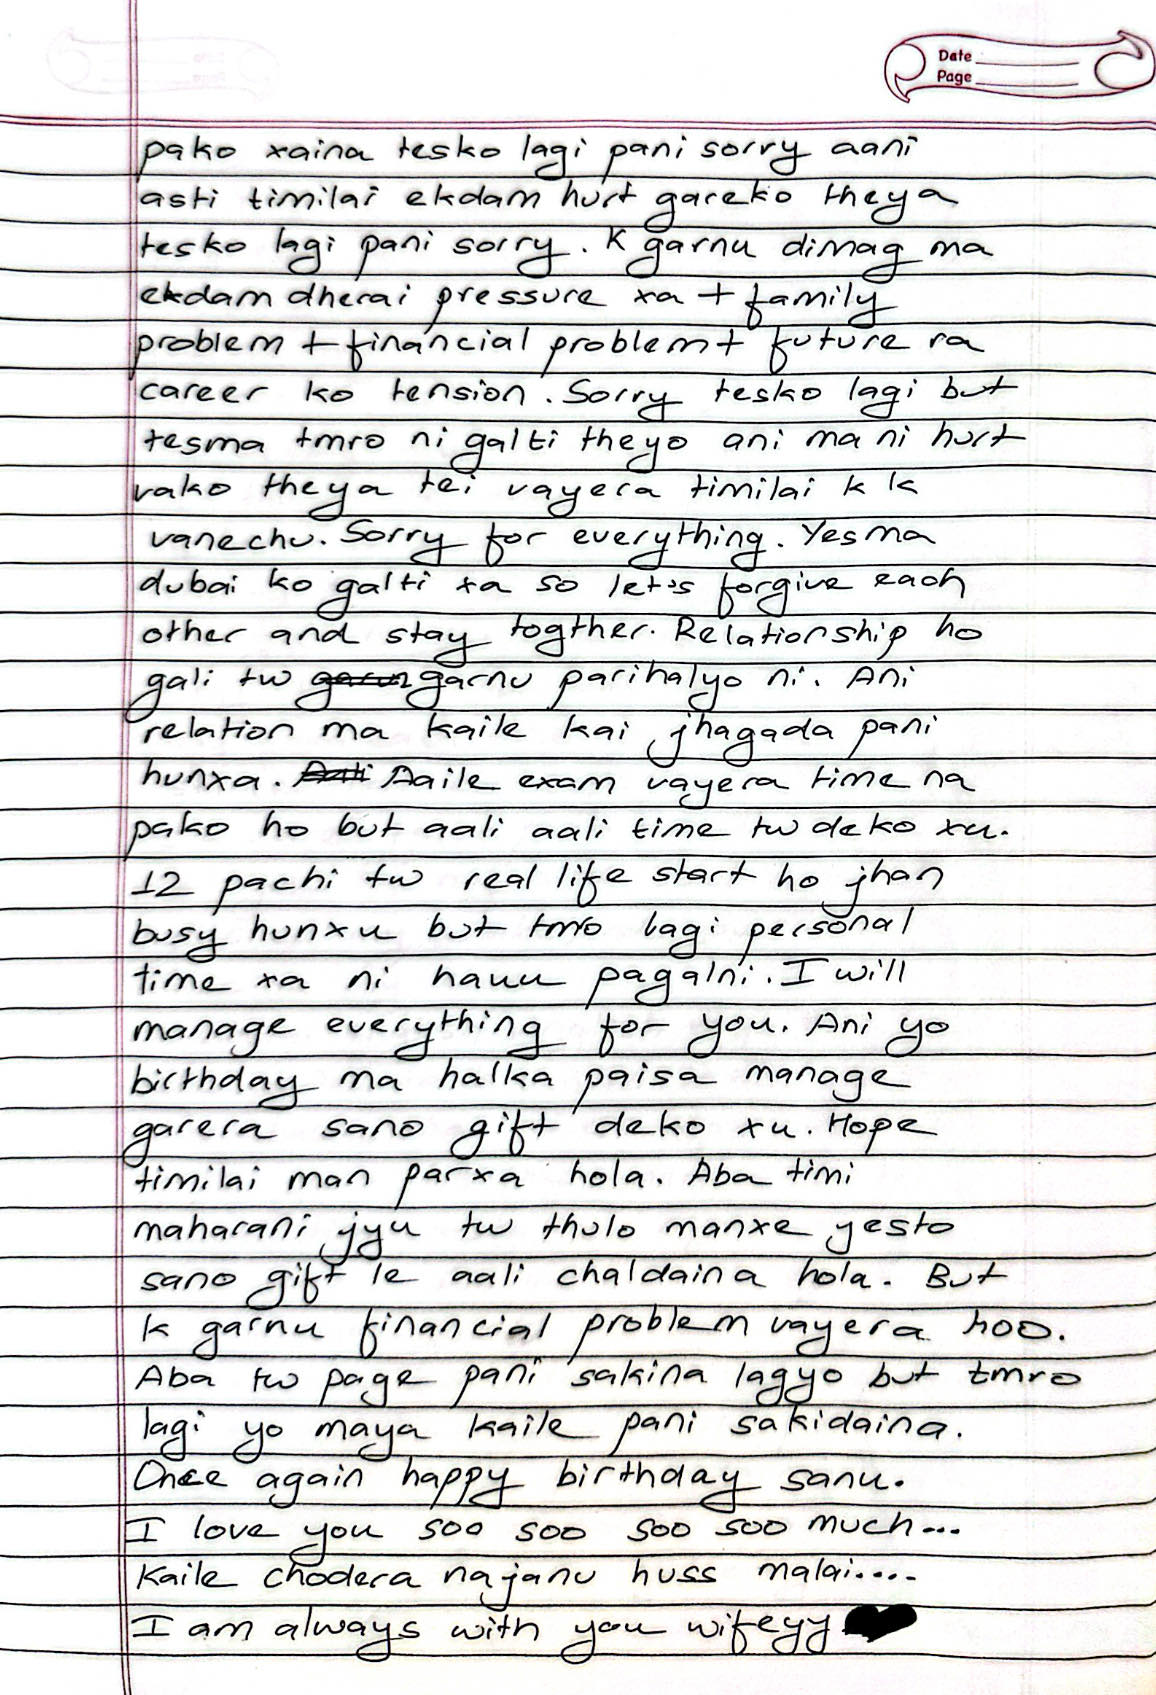 Date
Page
pako xaina tesko lagi pani sorry aani
asti timilai ekdam hurt gareko theya
tesko lagi pani sorry. K garnu dimag ma
ekdam dherai pressure xa + family
problem + financial problem + future ra
career ko tension. Sorry tesko lagi but
tesma tmro ni galti theyo ani ma ni hurt
vako theya tei vayera timilai k k
vanechu. Sorry for everything. Yesma
dubai ko galti xa so let's forgive each
other and stay togther. Relationship ho
gali tw garnu parihalyo ni. Ani
relation ma kaile kai jhagada pani
hunxa. Aaile exam vayera time na
pako ho but aali aali time tw deko xu.
12 pachi tw real life start ho jhan
busy hunxu but tmro lagi personal
time xa ni hauu pagalni. I will
manage everything for you. Ani yo
birthday ma halka paisa manage
garera sano gift deko xu. Hope
timilai man parxa hola. Aba timi
maharani jyu tw thulo manxe yesto
sano gift le aali chaldaina hola. But
k garnu financial problem vayera hoo.
Aba tw page pani sakina lagyo but tmro
lagi yo maya kaile pani sakidaina.
Once again happy birthday sanu.
I love you soo soo soo soo much...
Kaile chodera najanu huss malai....
I am always with you wifeyy